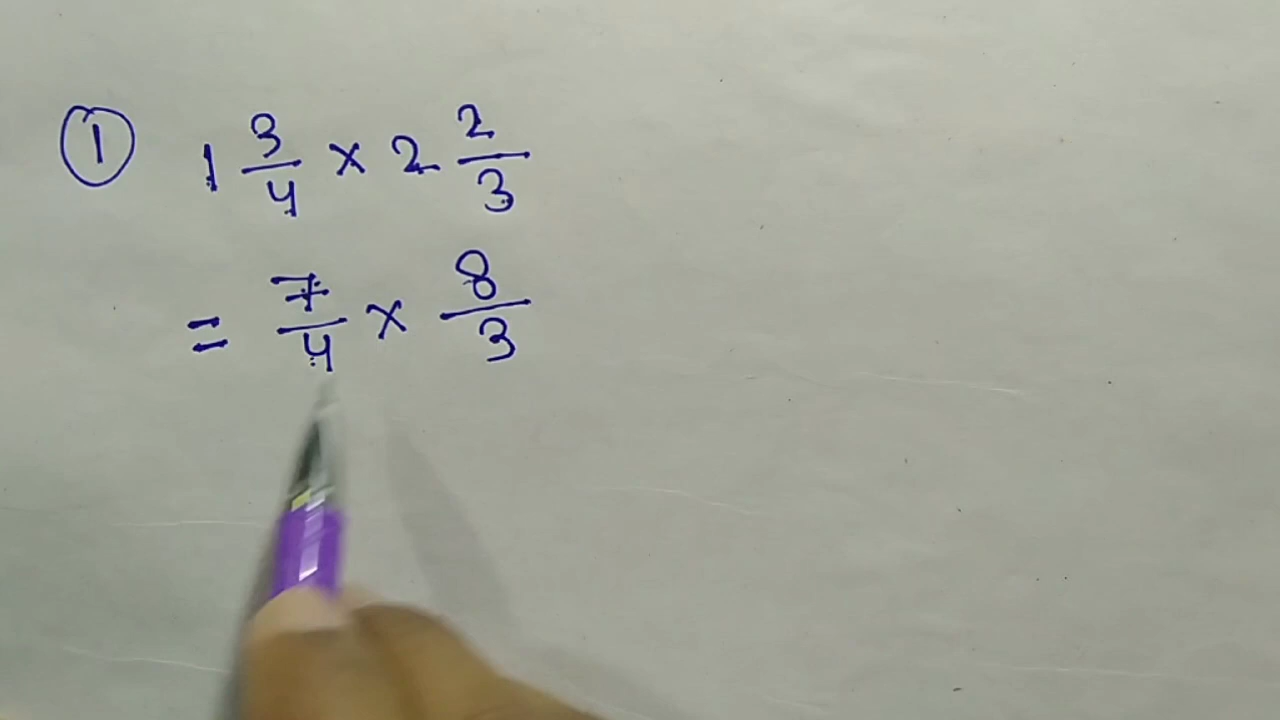 ① 1 3/4 × 2 2/3
= 7/4 × 8/3